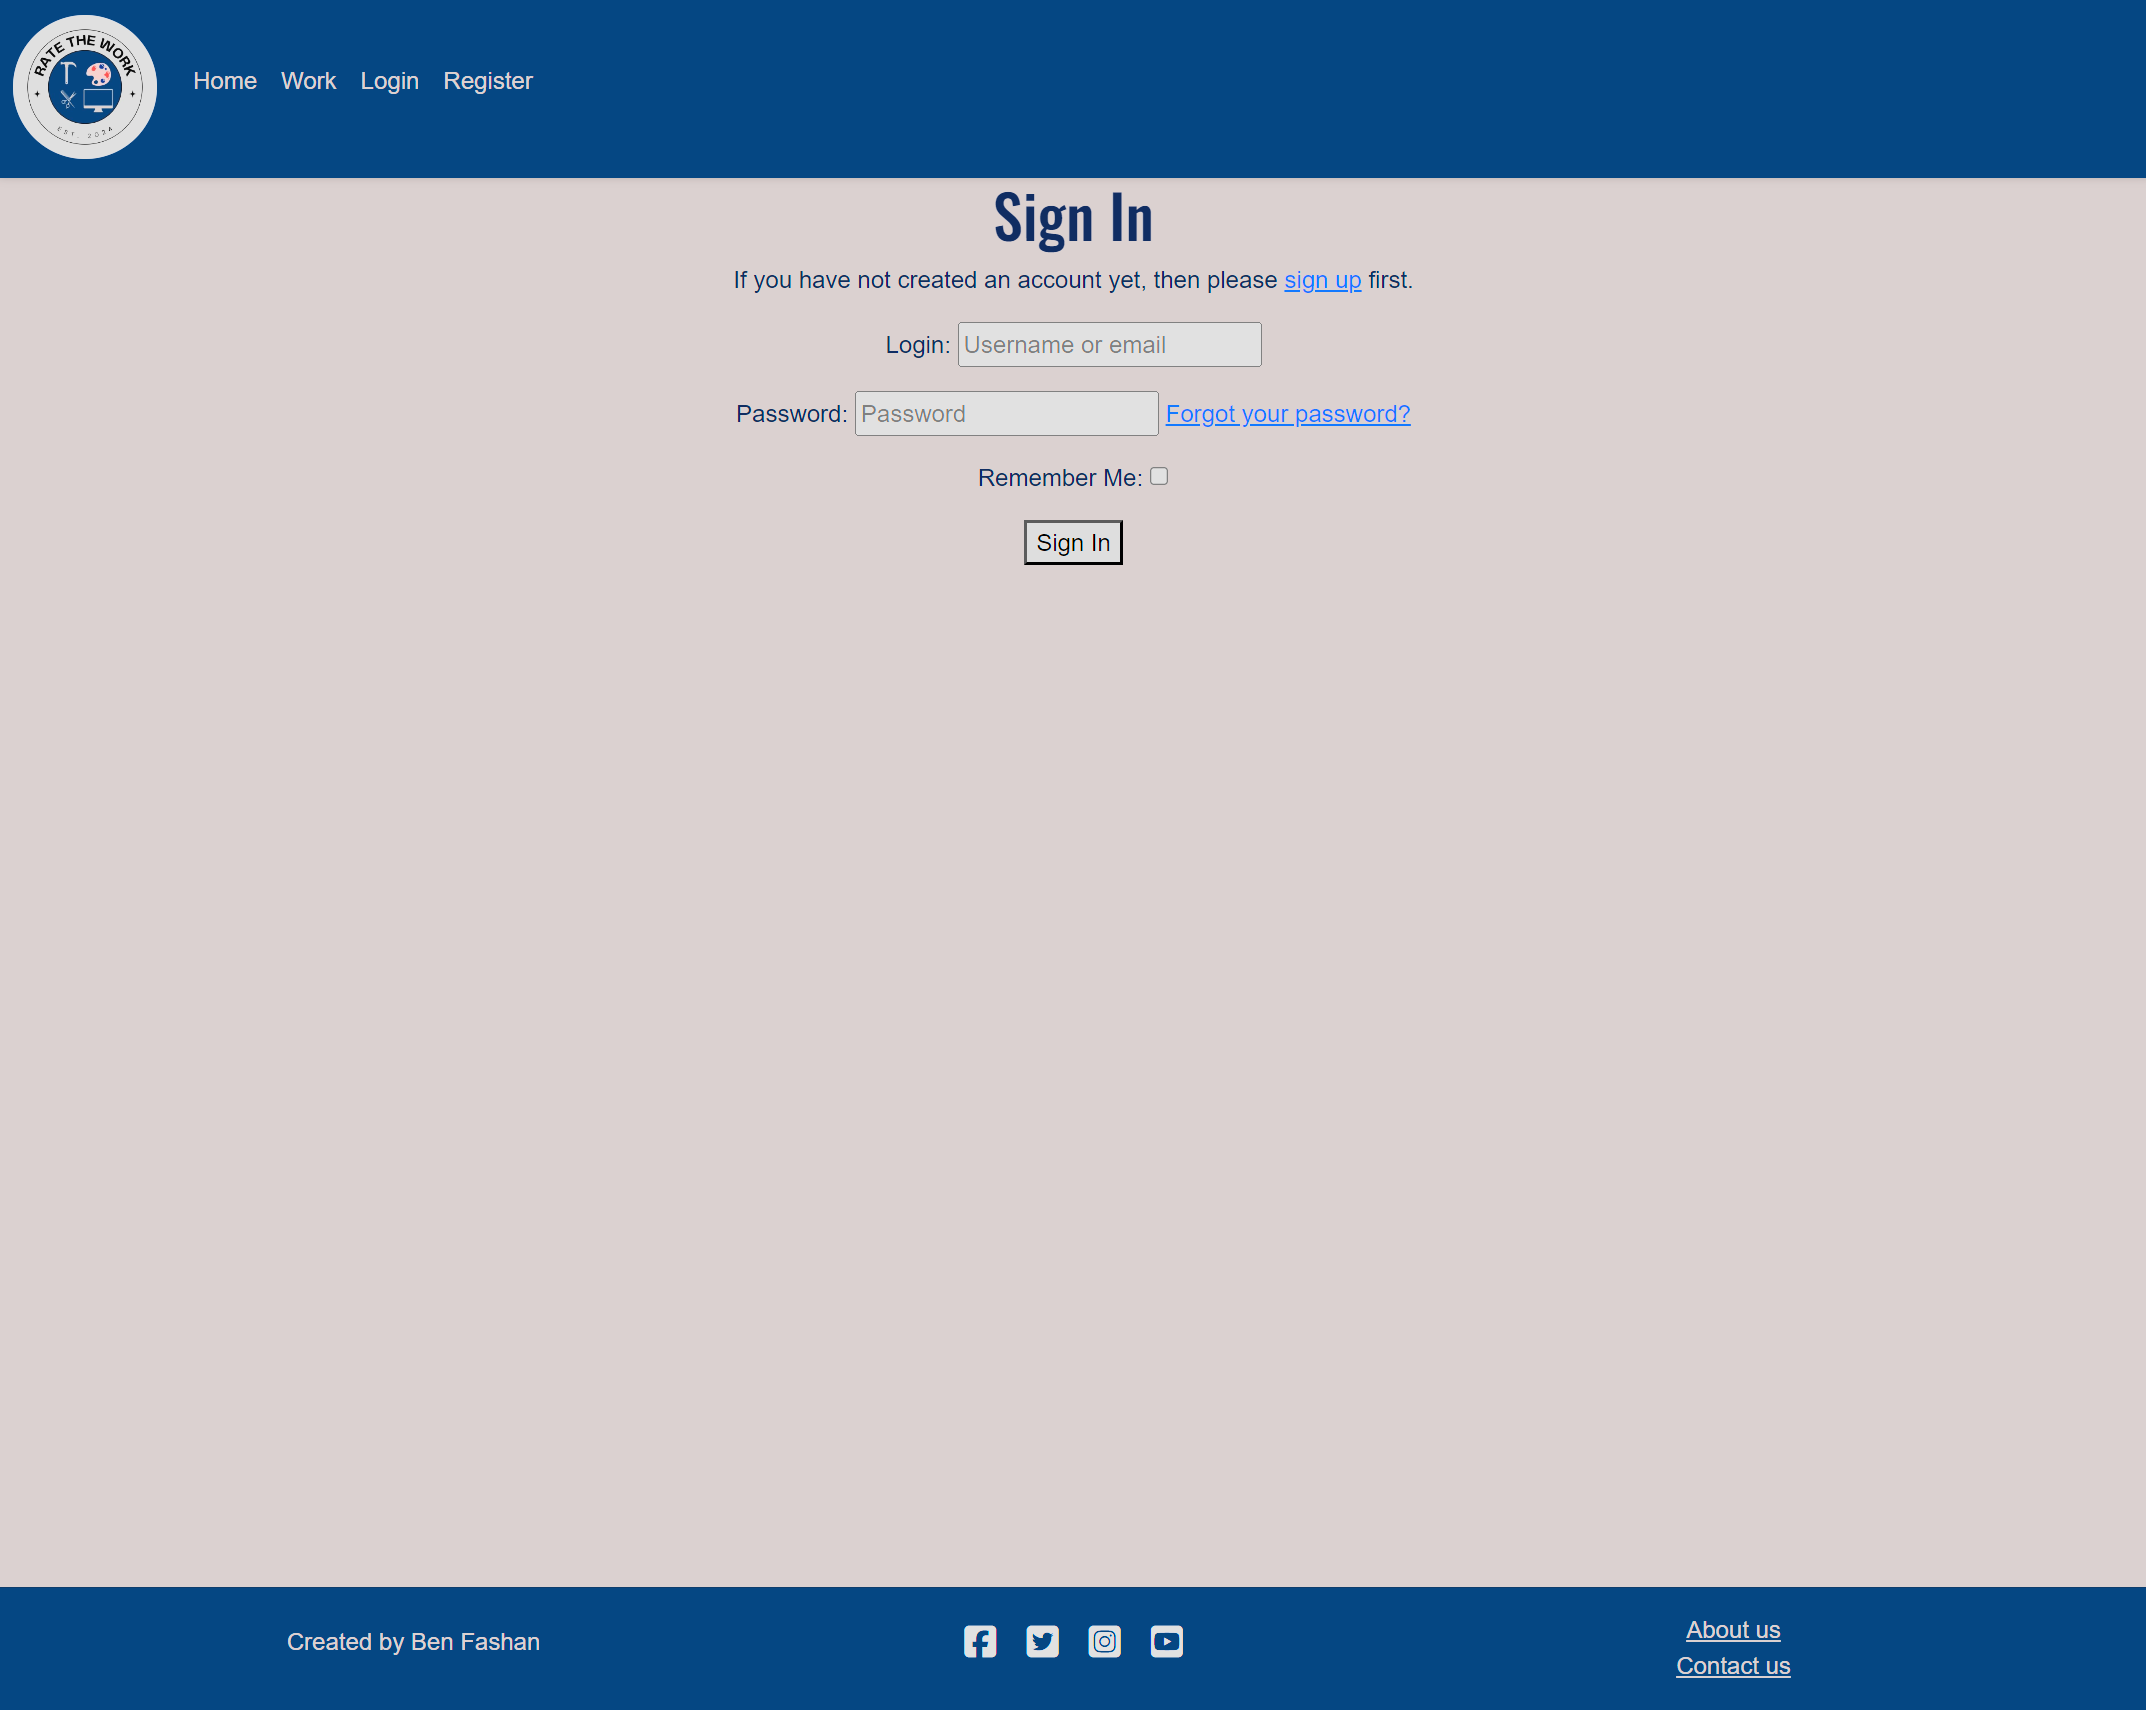 RATE THE WORK
EST. 2024
Home Work Login Register
Sign In
If you have not created an account yet, then please sign up first.
Login: Username or email
Password: Password Forgot your password?
Remember Me:
Sign In
Created by Ben Fashan
About us
Contact us